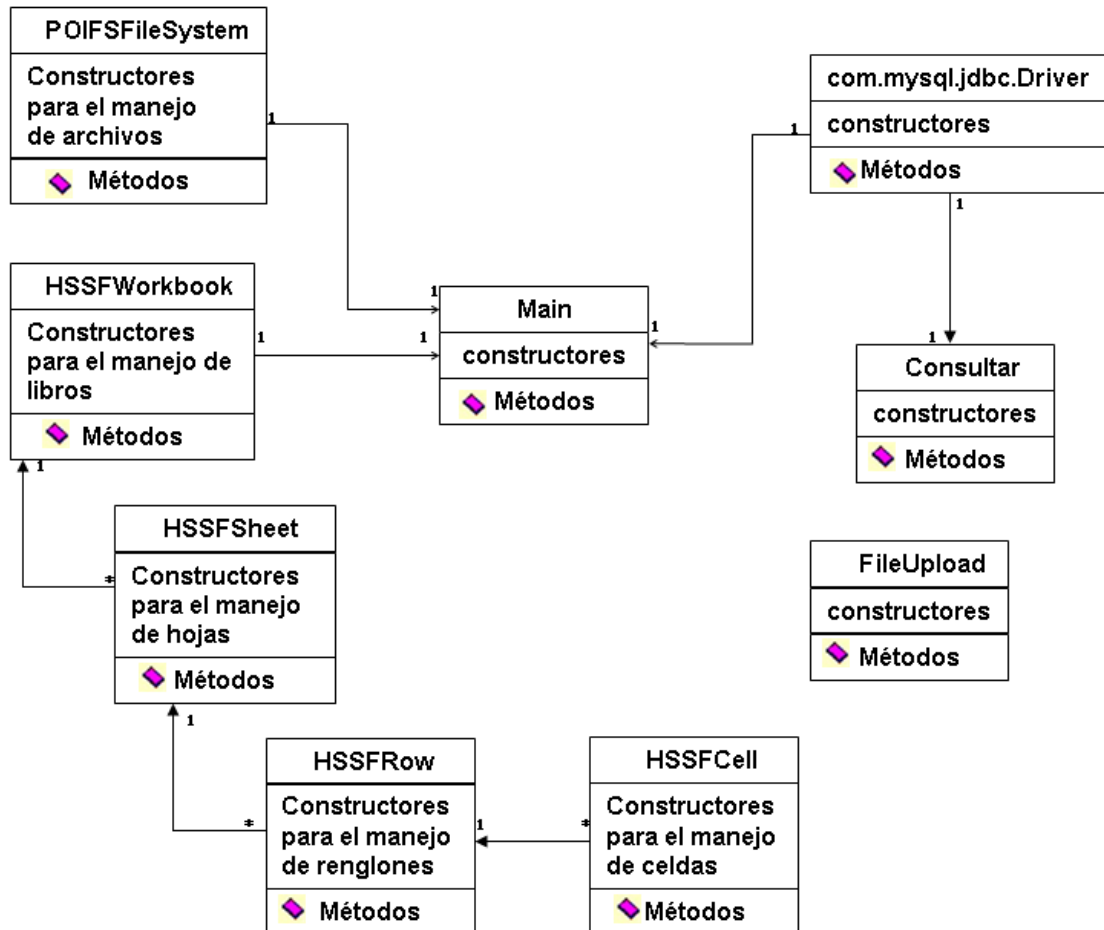 POIFSFileSystem
Constructores
para el manejo
de archivos
Métodos
1
1
com.mysql.jdbc.Driver
constructores
Métodos
1
1
1
1
HSSFWorkbook
Constructores
para el manejo de
libros
Métodos
1
1
1
Main
constructores
Métodos
Consultar
constructores
Métodos
HSSFSheet
Constructores
para el manejo
de hojas
Métodos
*
1
FileUpload
constructores
Métodos
HSSFRow
Constructores
para el manejo
de renglones
Métodos
*
1
HSSFCell
Constructores
para el manejo
de celdas
Métodos
*